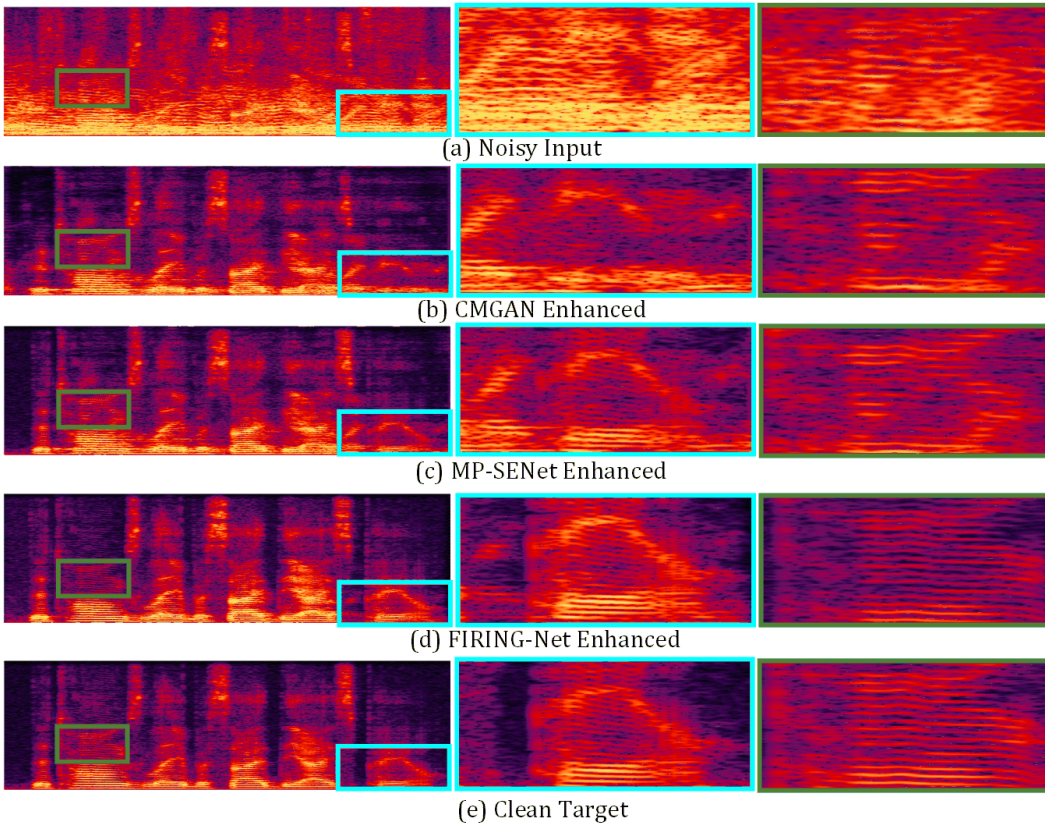 (a) Noisy Input
(b) CMGAN Enhanced
(c) MP-SENet Enhanced
(d) FIRING-Net Enhanced
(e) Clean Target